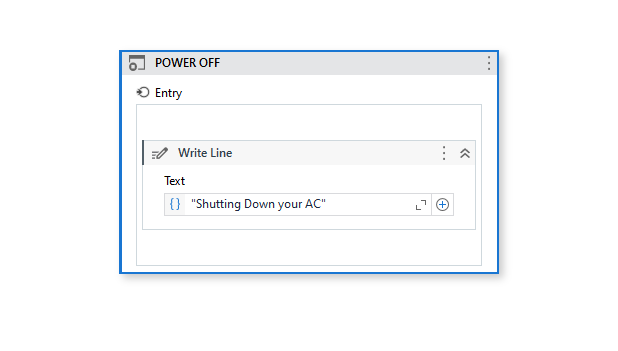 POWER OFF
Entry
Write Line
Text
{} "Shutting Down your AC"